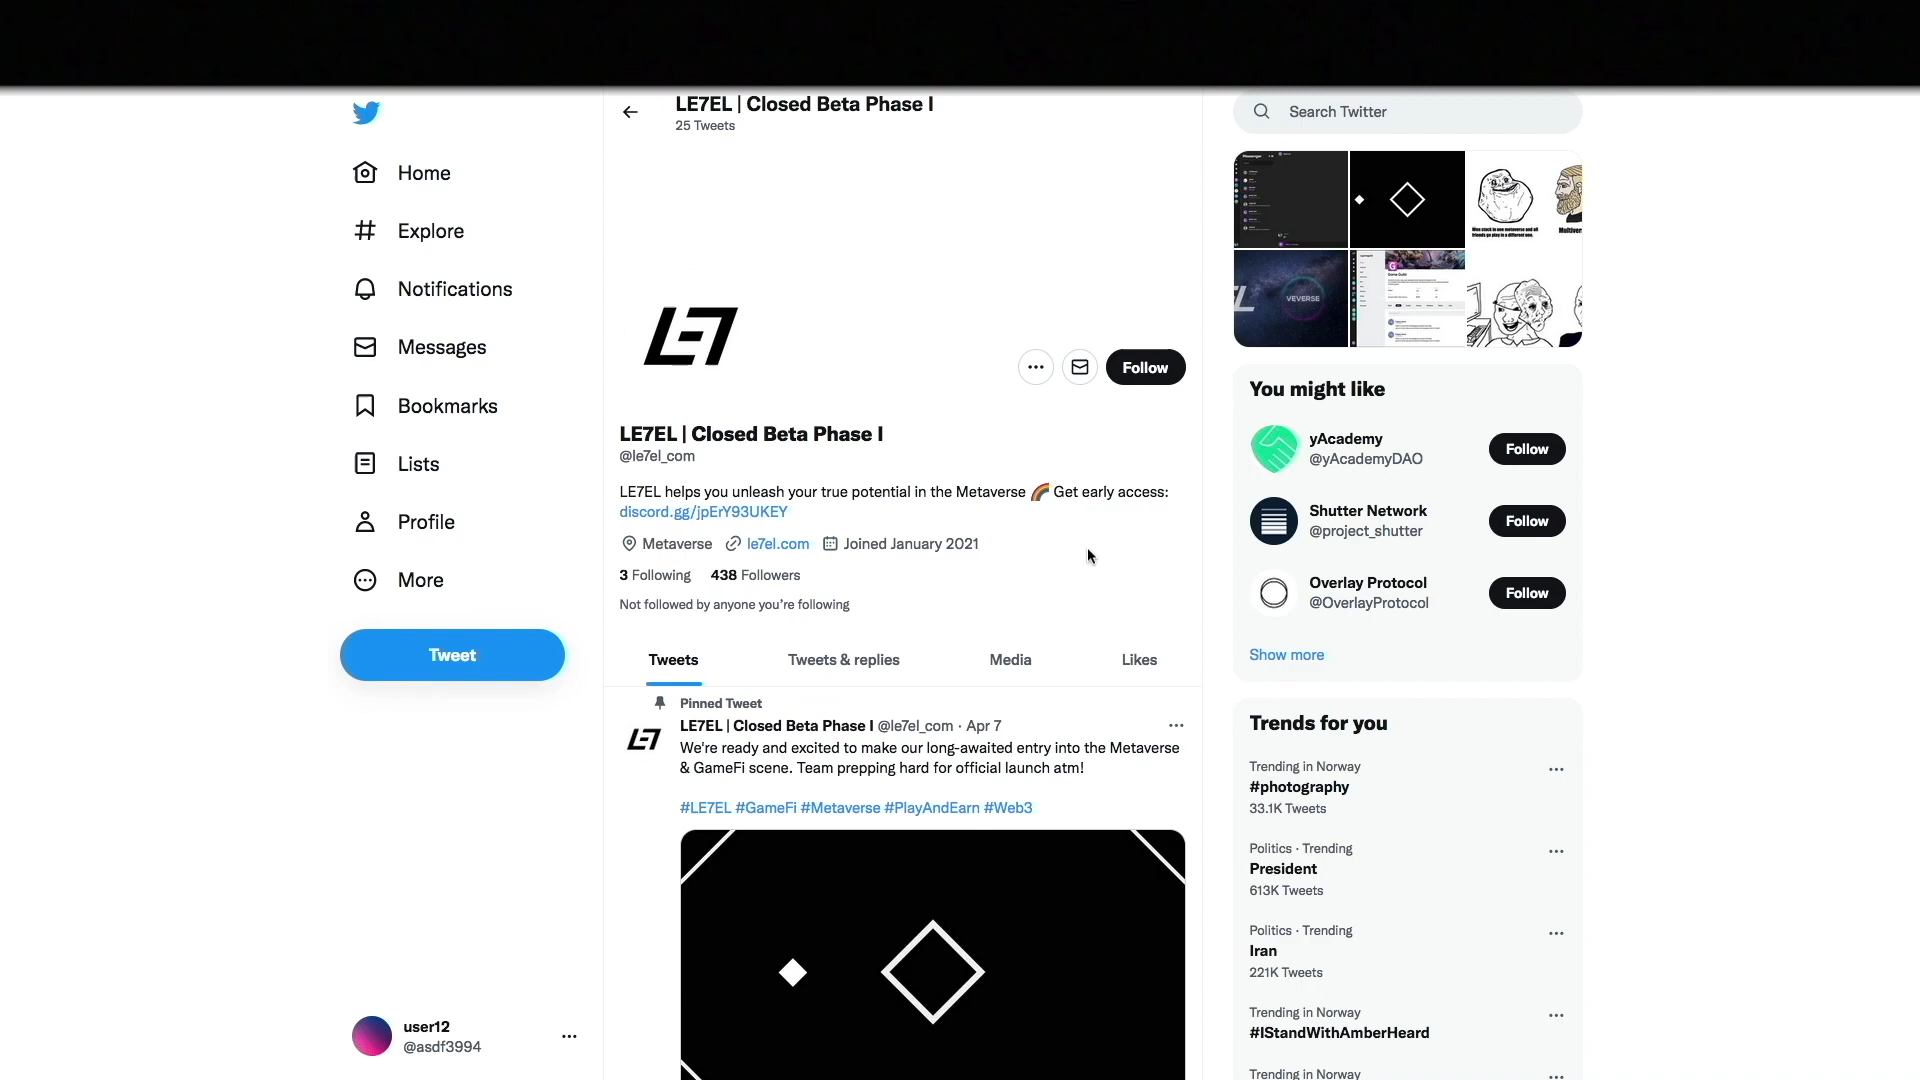 LE7EL | Closed Beta Phase I
25 Tweets
Search Twitter
Home
Explore
Notifications
Messages
Bookmarks
Lists
Profile
More
Tweet
user12
@asdf3994
LE7
Follow
LE7EL | Closed Beta Phase I
@le7el_com
LE7EL helps you unleash your true potential in the Metaverse 🌈 Get early access:
discord.gg/jpErY93UKEY
Metaverse le7el.com Joined January 2021
3 Following 438 Followers
Not followed by anyone you're following
Tweets Tweets & replies Media Likes
Pinned Tweet
LE7EL | Closed Beta Phase I @le7el_com · Apr 7
We're ready and excited to make our long-awaited entry into the Metaverse
& GameFi scene. Team prepping hard for official launch atm!
#LE7EL #GameFi #Metaverse #PlayAndEarn #Web3
VEVERSE
You might like
yAcademy
@yAcademyDAO
Follow
Shutter Network
@project_shutter
Follow
Overlay Protocol
@OverlayProtocol
Follow
Show more
Trends for you
Trending in Norway
#photography
33.1K Tweets
Politics · Trending
President
613K Tweets
Politics · Trending
Iran
221K Tweets
Trending in Norway
#IStandWithAmberHeard
Trending in Norway